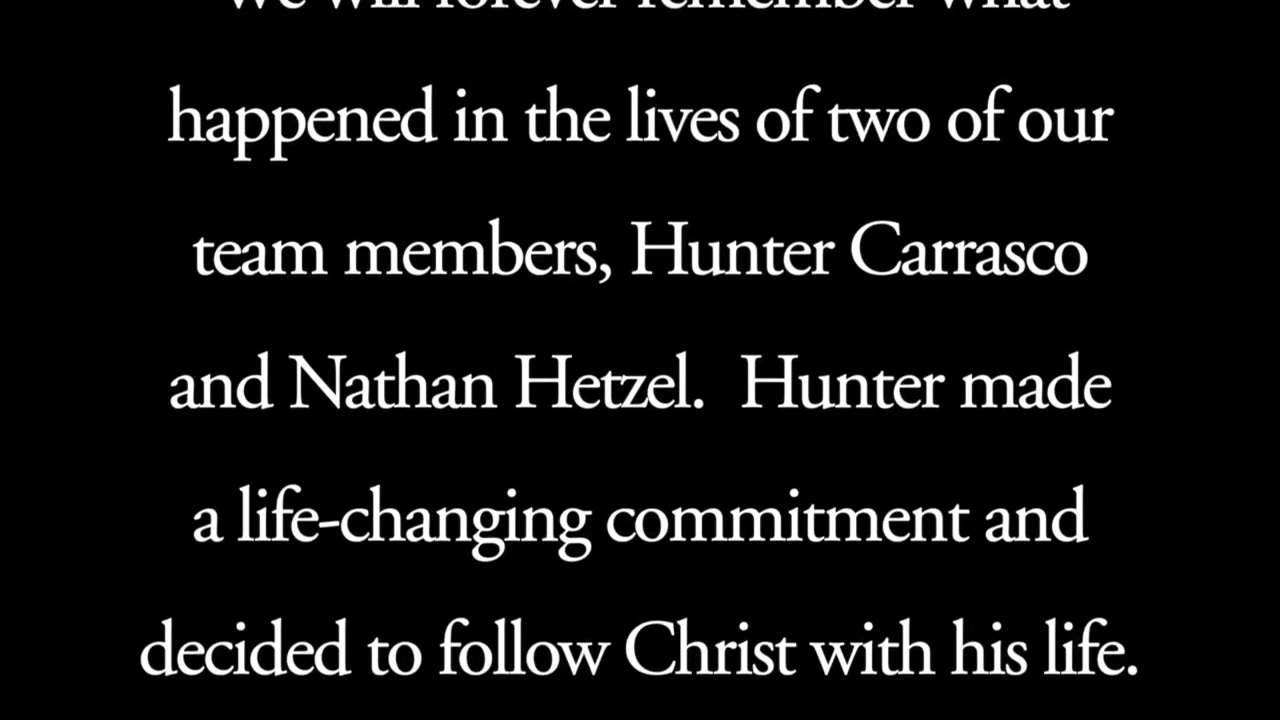 we will forever remember what
happened in the lives of two of our
team members, Hunter Carrasco
and Nathan Hetzel.  Hunter made
a life-changing commitment and
decided to follow Christ with his life.